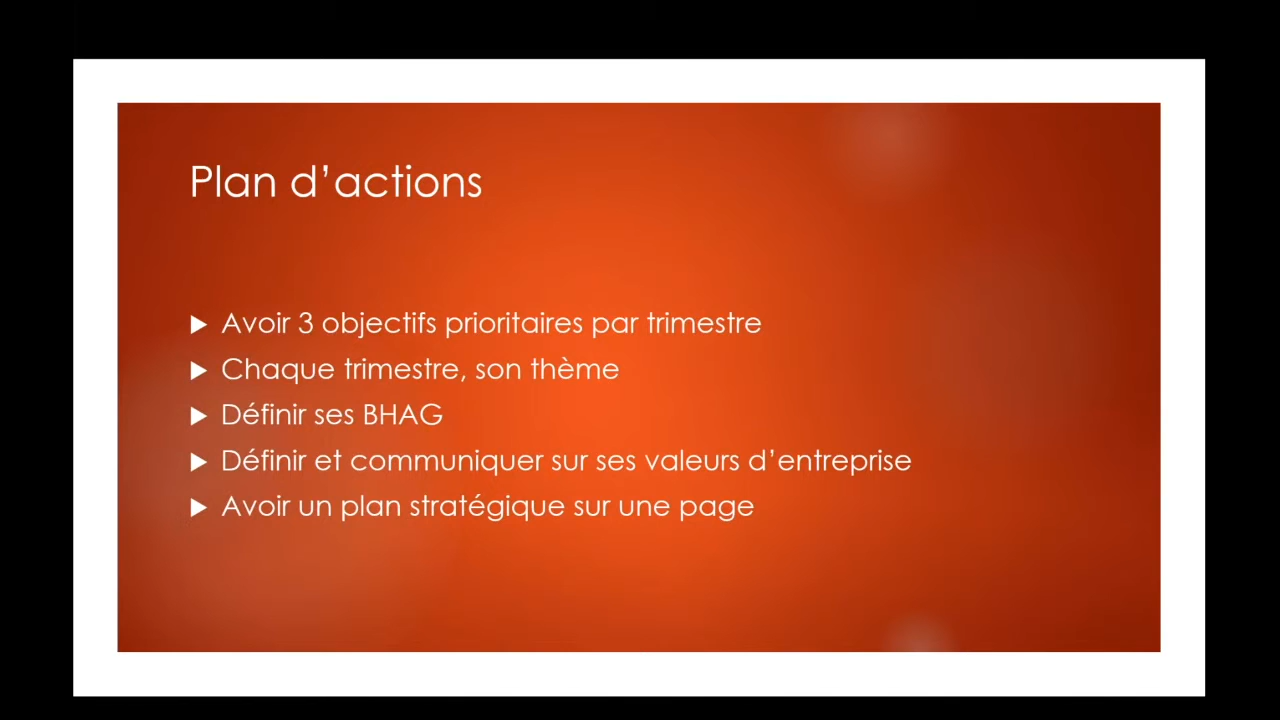 Plan d’actions
Avoir 3 objectifs prioritaires par trimestre
Chaque trimestre, son thème
Définir ses BHAG
Définir et communiquer sur ses valeurs d’entreprise
Avoir un plan stratégique sur une page